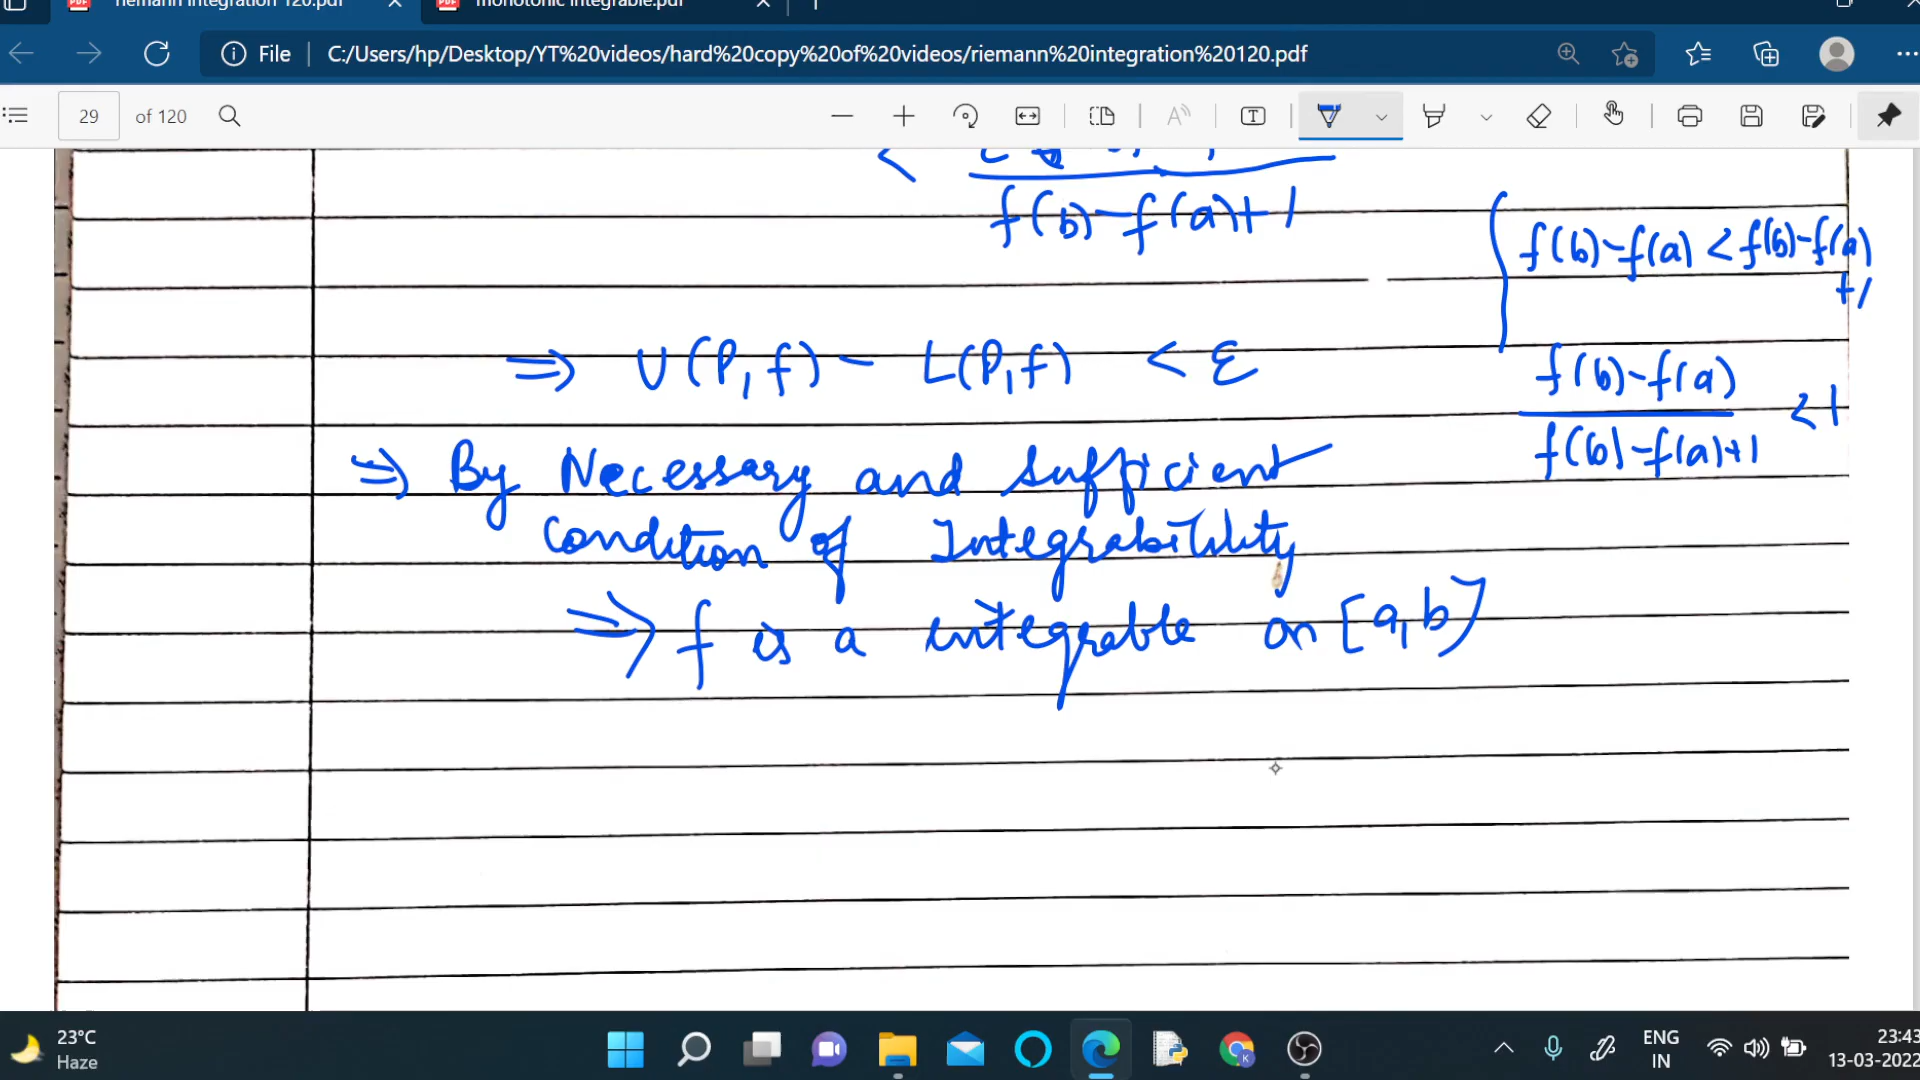 riemann integration 120.pdf
monotonic integrable.pdf
File
C:/Users/hp/Desktop/YT%20videos/hard%20copy%20of%20videos/riemann%20integration%20120.pdf
29 of 120
<
f(b)-f(a)+1
f(b)-f(a) < f(b)-f(a)
+1
⇒ U(P,f) - L(P,f) < ε
f(b)-f(a)
f(b)-f(a)+1
<1
⇒ By Necessary and Sufficient
Condition of Integrability
⇒ f is a integrable on [a,b]
23°C
Haze
ENG
IN
23:43
13-03-2022